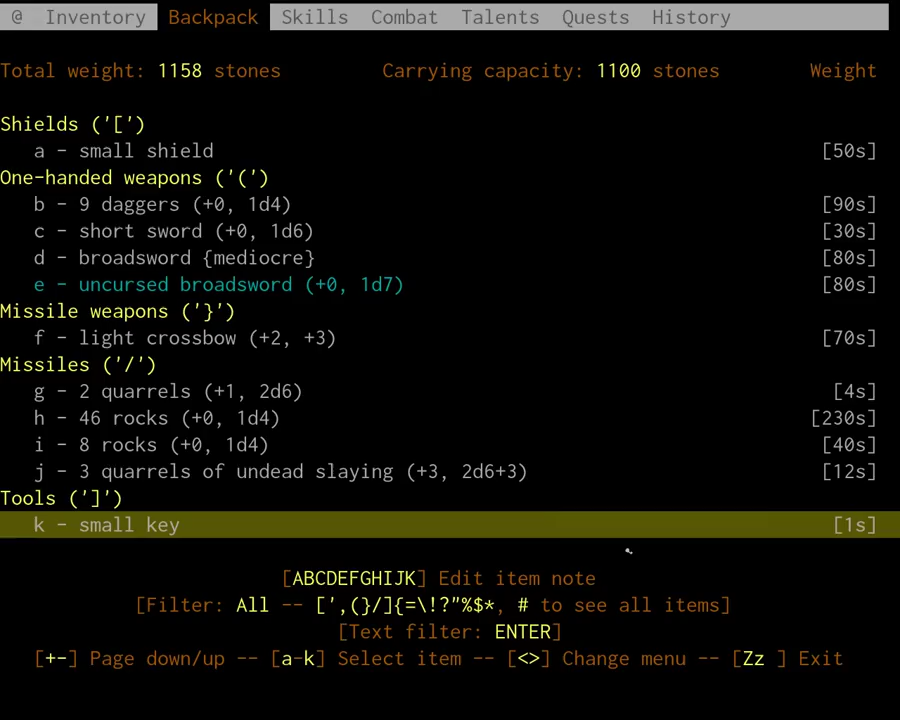 @ Inventory Backpack Skills Combat Talents Quests History
Total weight: 1158 stones Carrying capacity: 1100 stones Weight
Shields ('[')
a - small shield [50s]
One-handed weapons ('(')
b - 9 daggers (+0, 1d4) [90s]
c - short sword (+0, 1d6) [30s]
d - broadsword {mediocre} [80s]
e - uncursed broadsword (+0, 1d7) [80s]
Missile weapons ('}')
f - light crossbow (+2, +3) [70s]
Missiles ('/')
g - 2 quarrels (+1, 2d6) [4s]
h - 46 rocks (+0, 1d4) [230s]
i - 8 rocks (+0, 1d4) [40s]
j - 3 quarrels of undead slaying (+3, 2d6+3) [12s]
Tools (']')
k - small key [1s]
[ABCDEFGHIJK] Edit item note
[Filter: All -- [',(}/]{=\!?"%$*, # to see all items]
[Text filter: ENTER]
[+-] Page down/up -- [a-k] Select item -- [<>] Change menu -- [Zz ] Exit